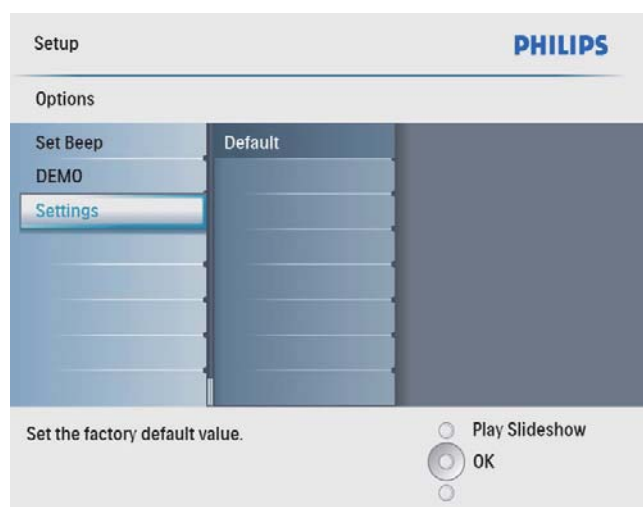 Setup PHILIPS
Options
Set Beep Default
DEMO
Settings
Set the factory default value.
Play Slideshow
OK